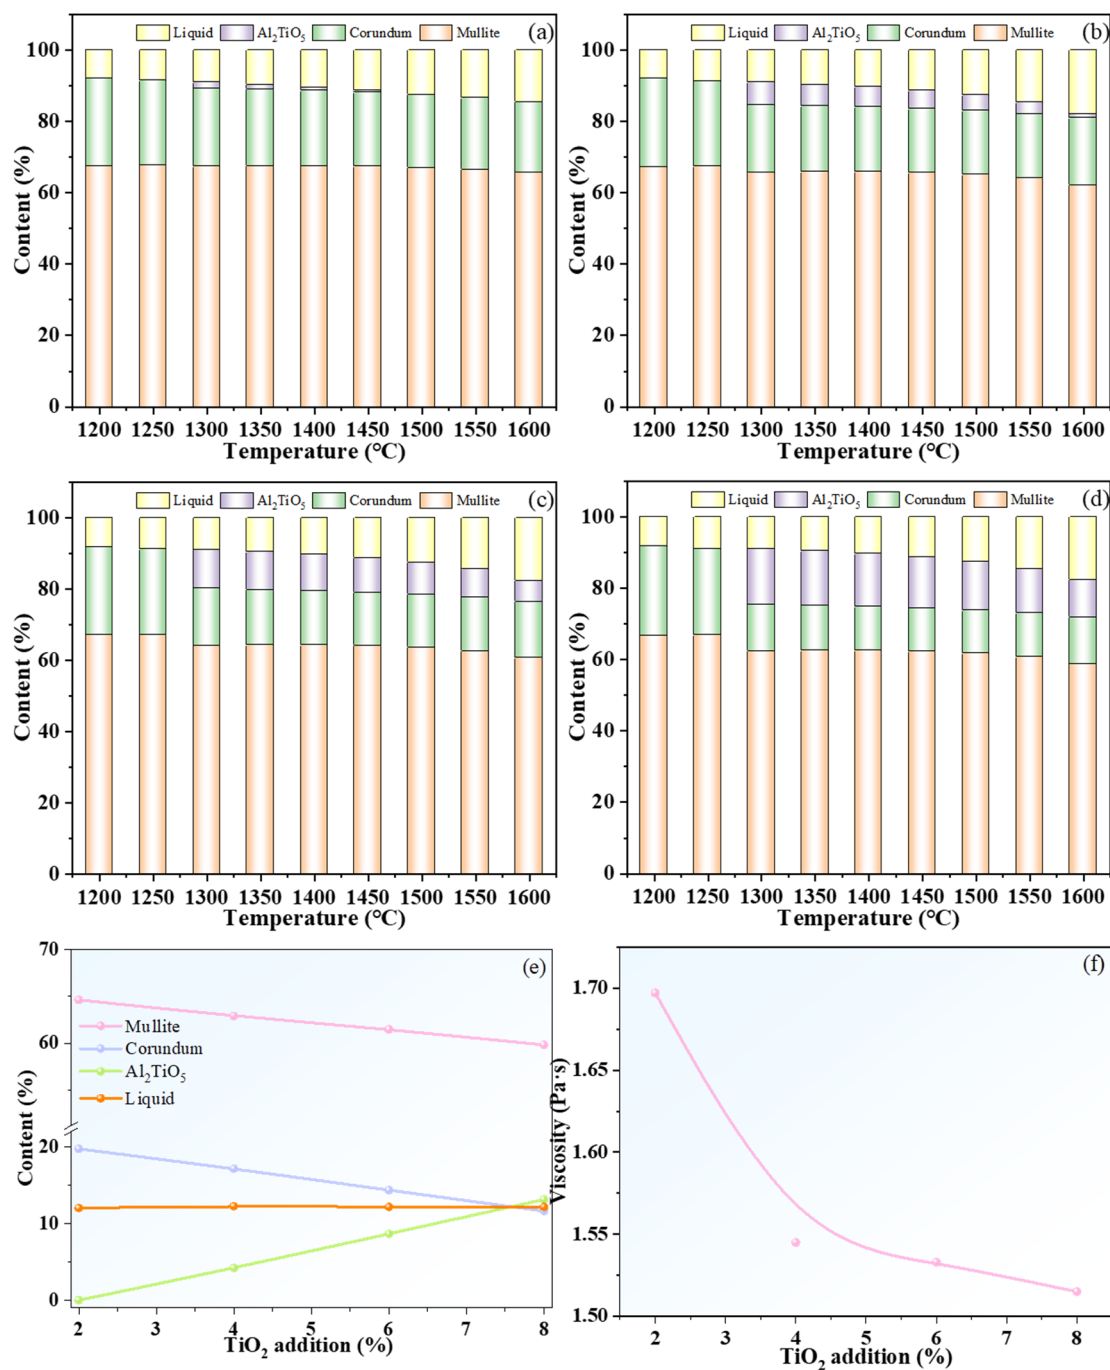 Liquid Al₂TiO₅ Corundum Mullite (a)
100
80
60
40
20
0
Content (%)
1200 1250 1300 1350 1400 1450 1500 1550 1600
Temperature (°C)
Liquid Al₂TiO₅ Corundum Mullite (b)
100
80
60
40
20
0
Content (%)
1200 1250 1300 1350 1400 1450 1500 1550 1600
Temperature (°C)
Liquid Al₂TiO₅ Corundum Mullite (c)
100
80
60
40
20
0
Content (%)
1200 1250 1300 1350 1400 1450 1500 1550 1600
Temperature (°C)
Liquid Al₂TiO₅ Corundum Mullite (d)
100
80
60
40
20
0
Content (%)
1200 1250 1300 1350 1400 1450 1500 1550 1600
Temperature (°C)
(e)
70
60
20
10
0
Content (%)
Mullite
Corundum
Al₂TiO₅
Liquid
2 3 4 5 6 7 8
TiO₂ addition (%)
(f)
1.70
1.65
1.60
1.55
1.50
Viscosity (Pa·s)
2 3 4 5 6 7 8
TiO₂ addition (%)